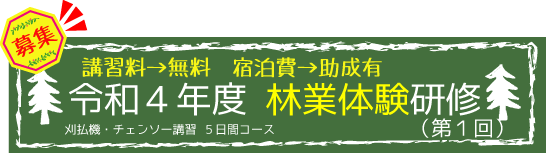 募集
講習料→無料　宿泊費→助成有
令和４年度　林業体験研修
刈払機・チェンソー講習　５日間コース
（第１回）